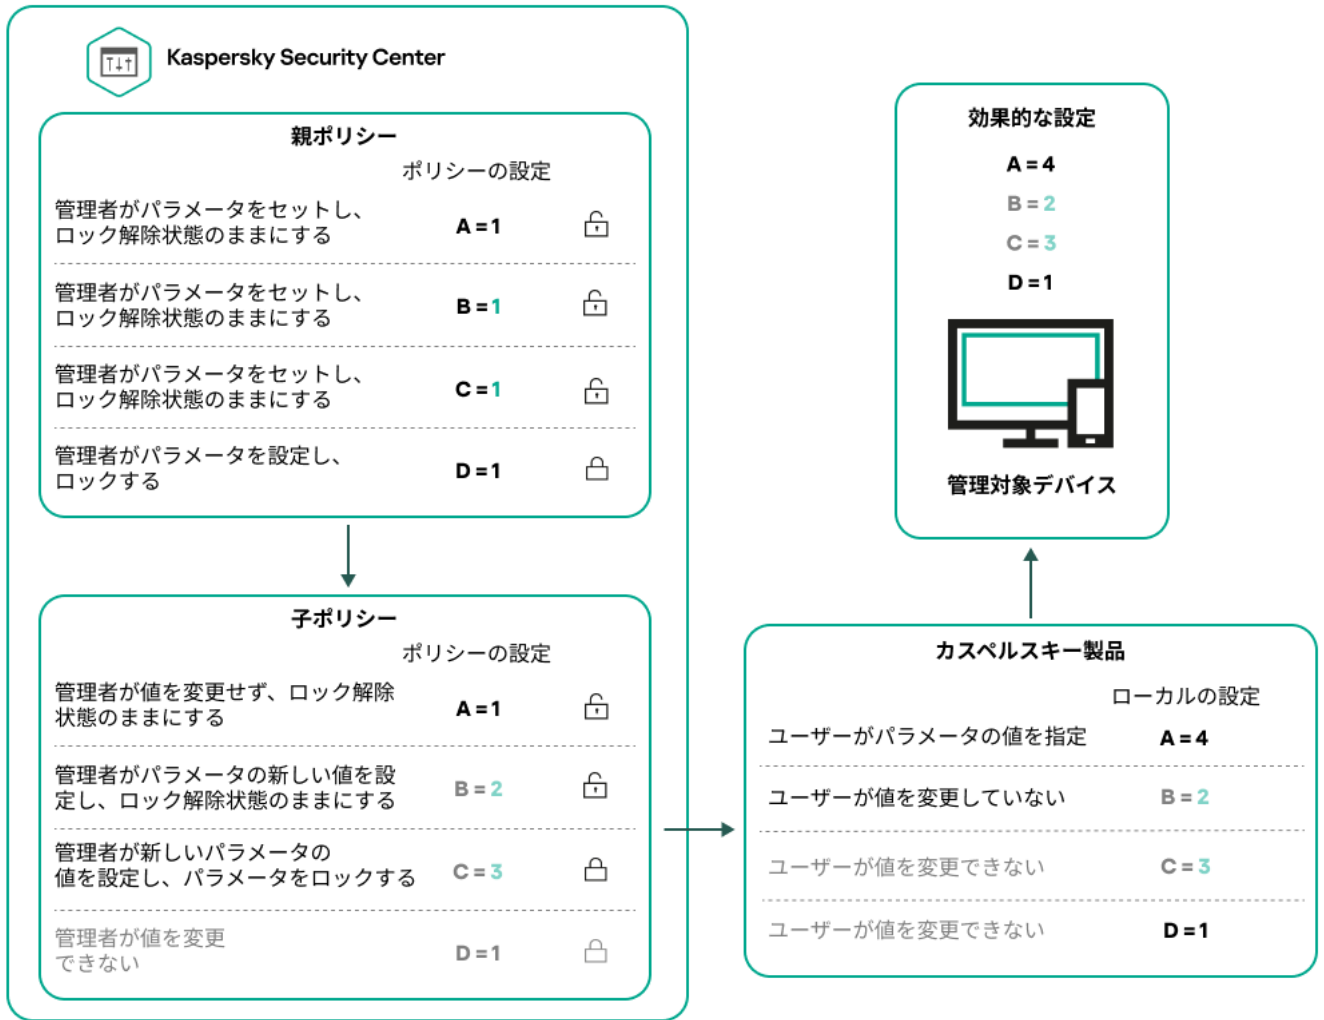 Kaspersky Security Center
親ポリシー
ポリシーの設定
管理者がパラメータをセットし、
ロック解除状態のままにする
A = 1
管理者がパラメータをセットし、
ロック解除状態のままにする
B = 1
管理者がパラメータをセットし、
ロック解除状態のままにする
C = 1
管理者がパラメータを設定し、
ロックする
D = 1
子ポリシー
ポリシーの設定
管理者が値を変更せず、ロック解除
状態のままにする
A = 1
管理者がパラメータの新しい値を設
定し、ロック解除状態のままにする
B = 2
管理者が新しいパラメータの
値を設定し、パラメータをロックする
C = 3
管理者が値を変更
できない
D = 1
カスペルスキー製品
ローカルの設定
ユーザーがパラメータの値を指定
A = 4
ユーザーが値を変更していない
B = 2
ユーザーが値を変更できない
C = 3
ユーザーが値を変更できない
D = 1
効果的な設定
A = 4
B = 2
C = 3
D = 1
管理対象デバイス